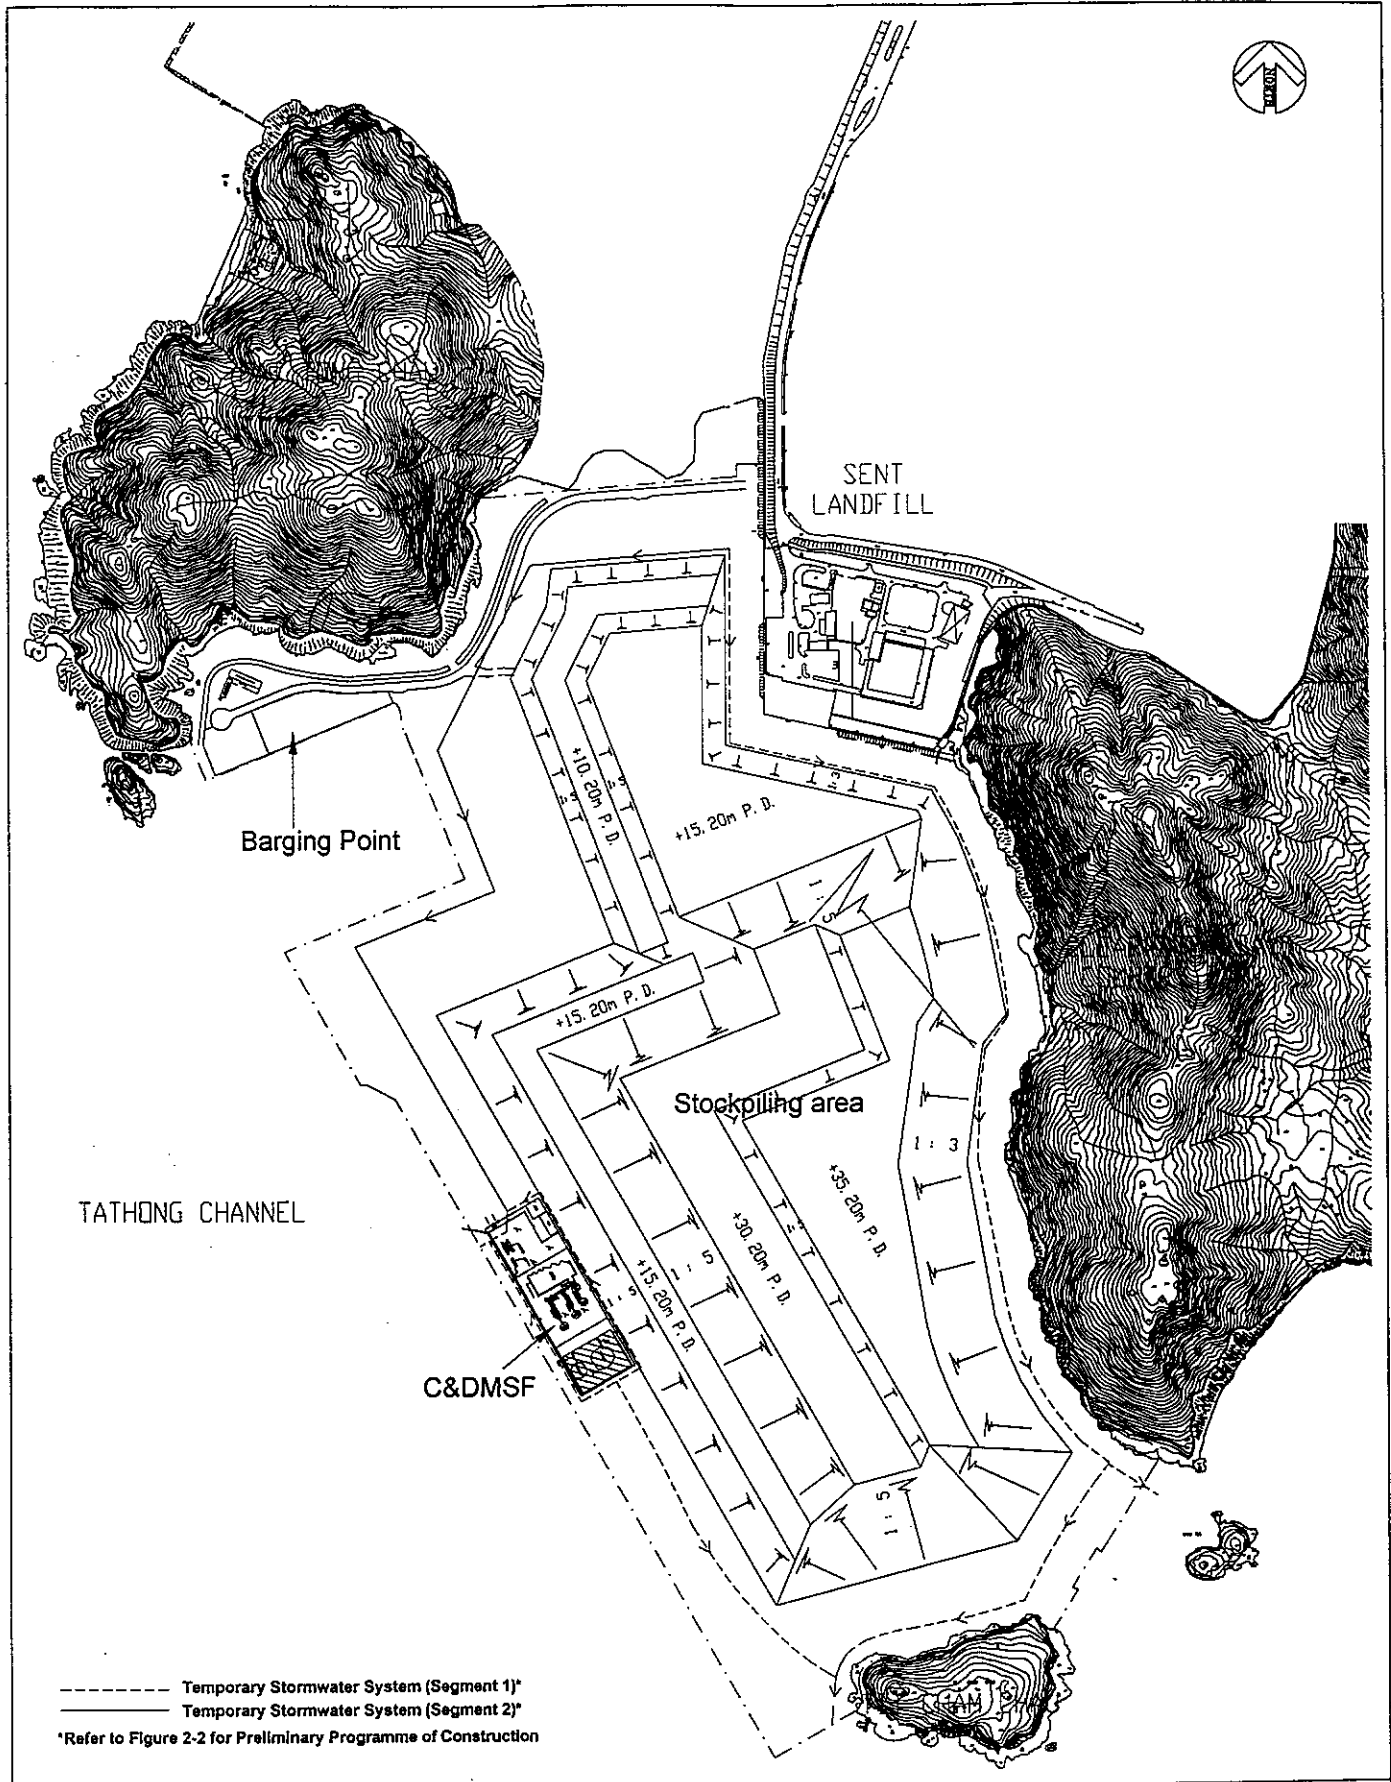 NORTH
SENT
LANDFILL
Barging Point
+10.20m P.D.
+15.20m P.D.
1 : 5
+15.20m P.D.
Stockpiling area
1 : 3
+35.20m P.D.
+30.20m P.D.
1 : 5
+15.20m P.D.
TATHONG CHANNEL
C&DMSF
1 : 5
Temporary Stormwater System (Segment 1)*
Temporary Stormwater System (Segment 2)*
*Refer to Figure 2-2 for Preliminary Programme of Construction